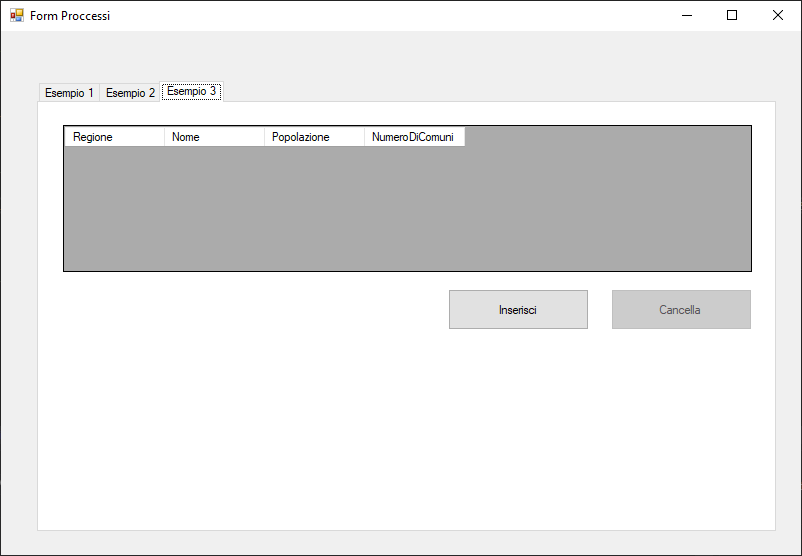 Form Proccessi
Esempio 1 Esempio 2 Esempio 3
Regione Nome Popolazione NumeroDiComuni
Inserisci Cancella